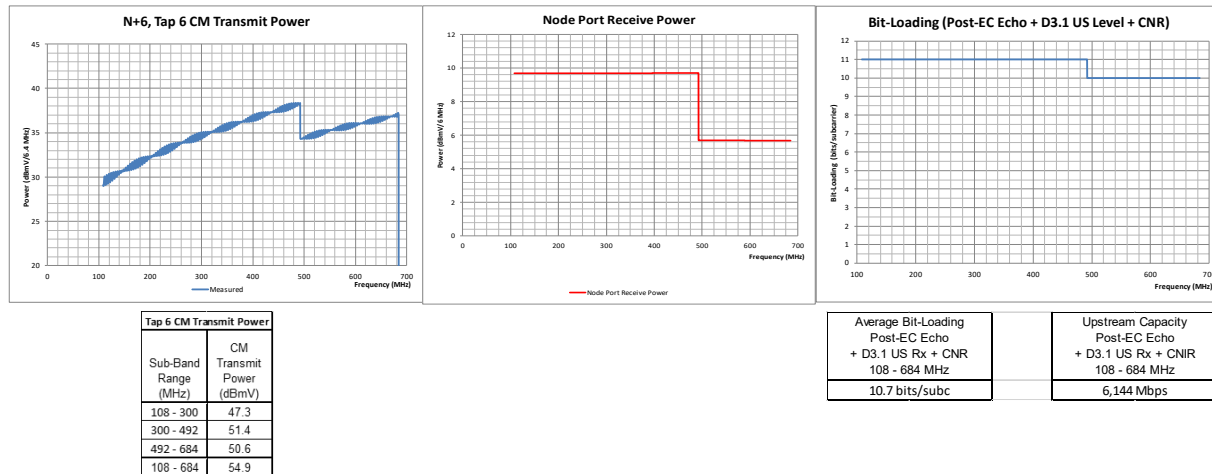 N+6, Tap 6 CM Transmit Power
45
40
35
30
25
20
Power (dBmV/6.4 MHz)
0 100 200 300 400 500 600 700
Frequency (MHz)
Measured
Node Port Receive Power
12
10
8
6
4
2
0
Power (dBmV/6 MHz)
0 100 200 300 400 500 600 700
Frequency (MHz)
Node Port Receive Power
Bit-Loading (Post-EC Echo + D3.1 US Level + CNR)
12
11
10
9
8
7
6
5
4
3
2
1
0
Bit-Loading (bits/subcarrier)
100 200 300 400 500 600 700
Frequency (MHz)
Tap 6 CM Transmit Power
Sub-Band Range (MHz) CM Transmit Power (dBmV)
108 - 300 47.3
300 - 492 51.4
492 - 684 50.6
108 - 684 54.9
Average Bit-Loading
Post-EC Echo
+ D3.1 US Rx + CNR
108 - 684 MHz
10.7 bits/subc
Upstream Capacity
Post-EC Echo
+ D3.1 US Rx + CNIR
108 - 684 MHz
6,144 Mbps